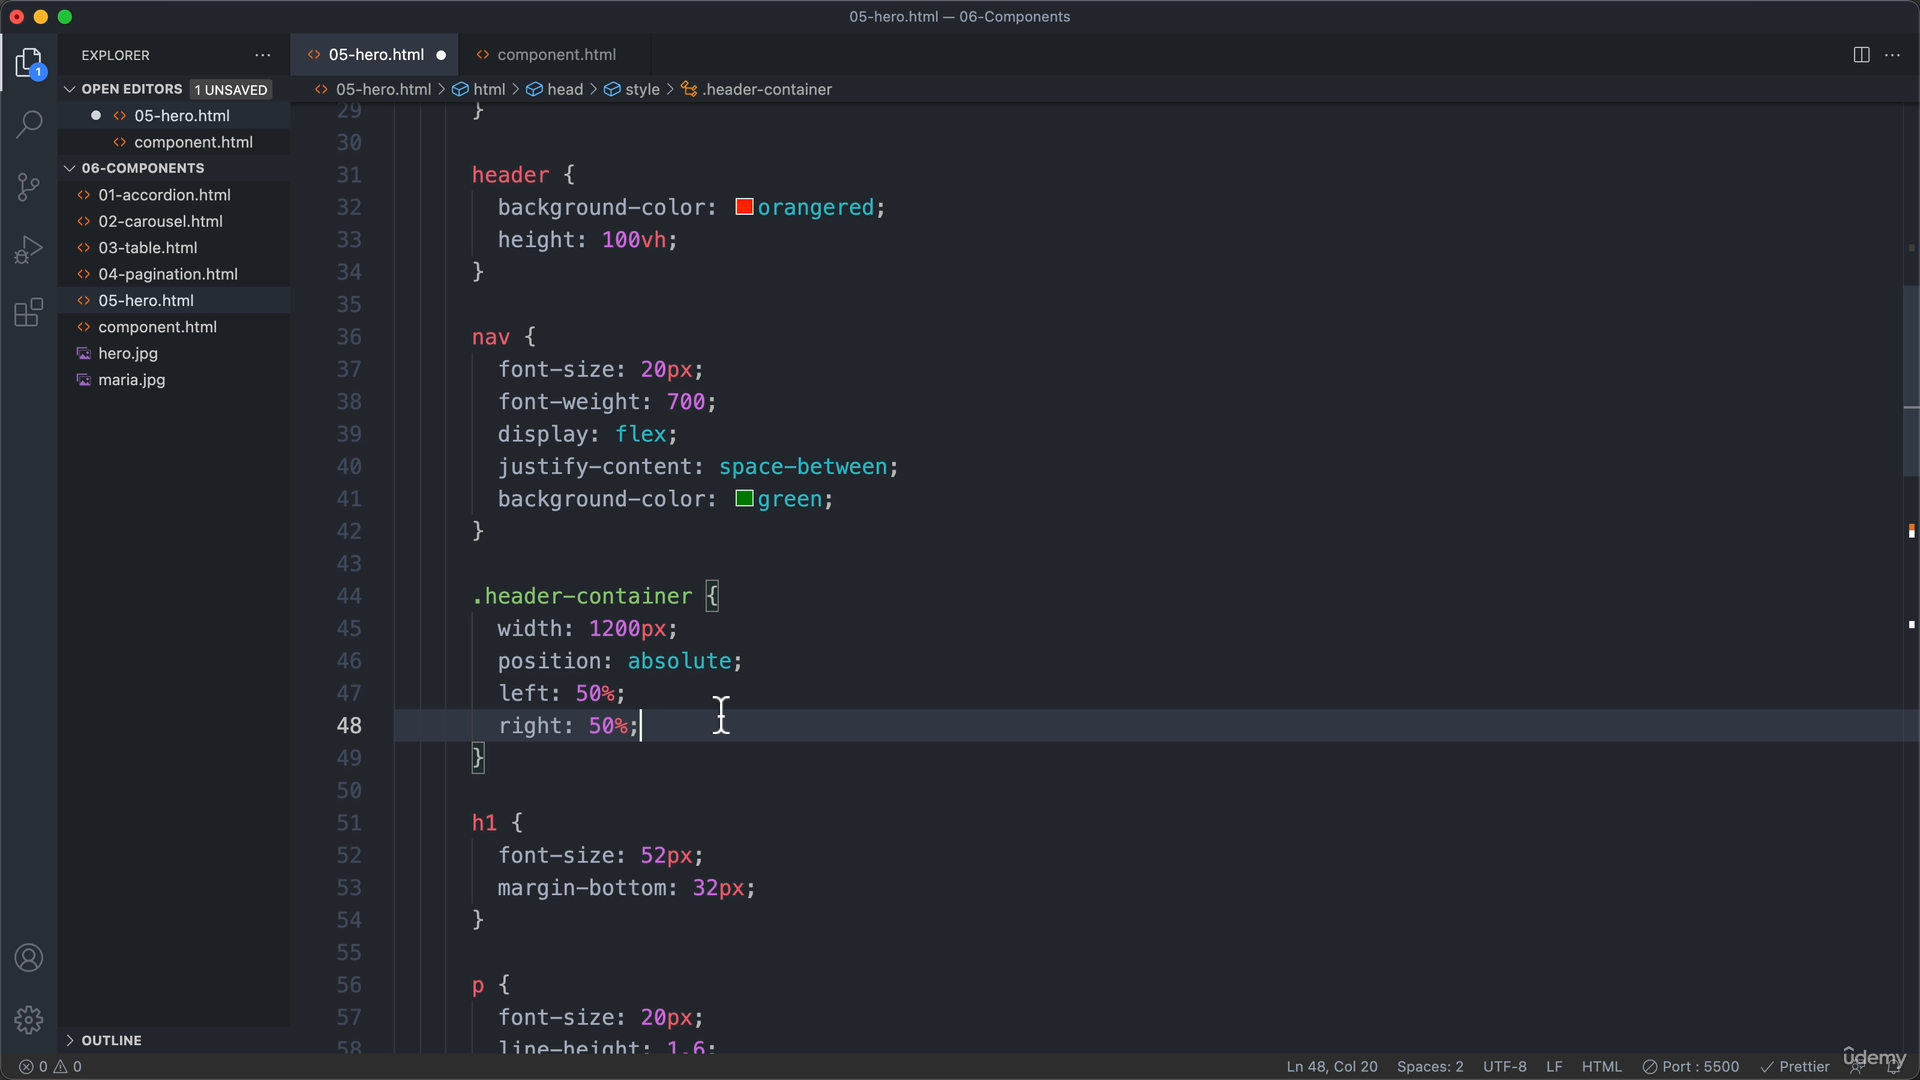 05-hero.html — 06-Components
EXPLORER
05-hero.html
component.html
OPEN EDITORS 1 UNSAVED
05-hero.html > html > head > style > .header-container
05-hero.html
component.html
06-COMPONENTS
01-accordion.html
02-carousel.html
03-table.html
04-pagination.html
05-hero.html
component.html
hero.jpg
maria.jpg
1
29 }
30
31 header {
32 background-color: orangered;
33 height: 100vh;
34 }
35
36 nav {
37 font-size: 20px;
38 font-weight: 700;
39 display: flex;
40 justify-content: space-between;
41 background-color: green;
42 }
43
44 .header-container {
45 width: 1200px;
46 position: absolute;
47 left: 50%;
48 right: 50%;
49 }
50
51 h1 {
52 font-size: 52px;
53 margin-bottom: 32px;
54 }
55
56 p {
57 font-size: 20px;
58 line-height: 1.6;
OUTLINE
0 0
Ln 48, Col 20 Spaces: 2 UTF-8 LF HTML Port : 5500 Prettier
ûdemy